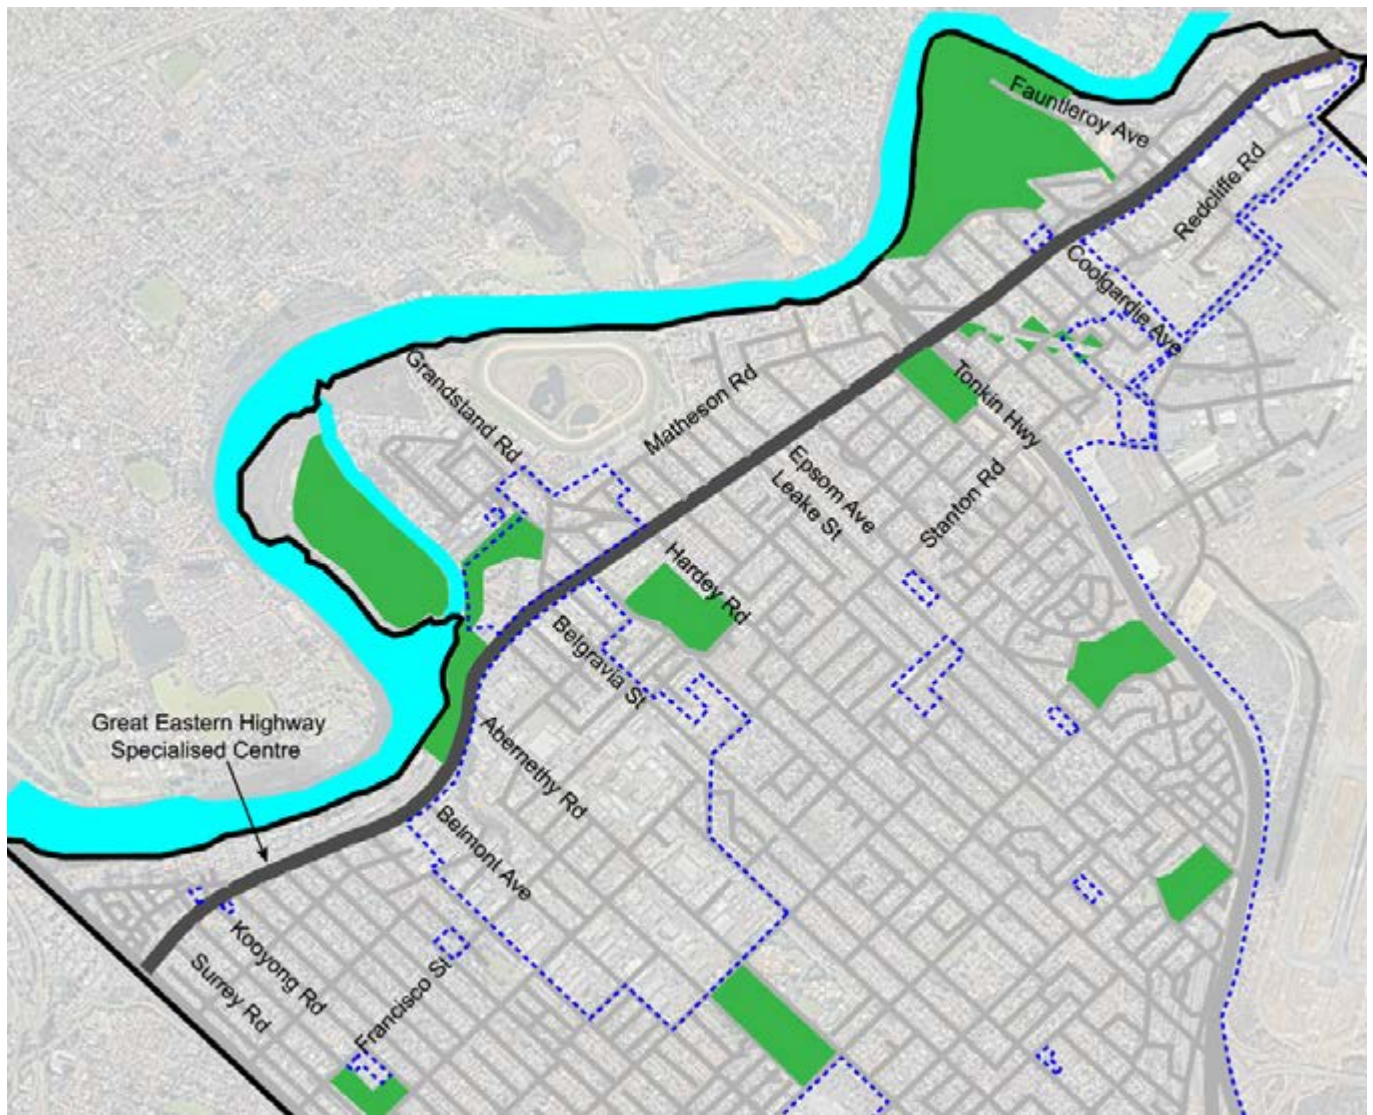 Fauntleroy Ave
Redcliffe Rd
Coolgardie Ave
Grandstand Rd
Matheson Rd
Tonkin Hwy
Epsom Ave
Leake St
Stanton Rd
Hardey Rd
Belgravia St
Great Eastern Highway
Specialised Centre
Abernethy Rd
Belmont Ave
Kooyong Rd
Surrey Rd
Francisco St